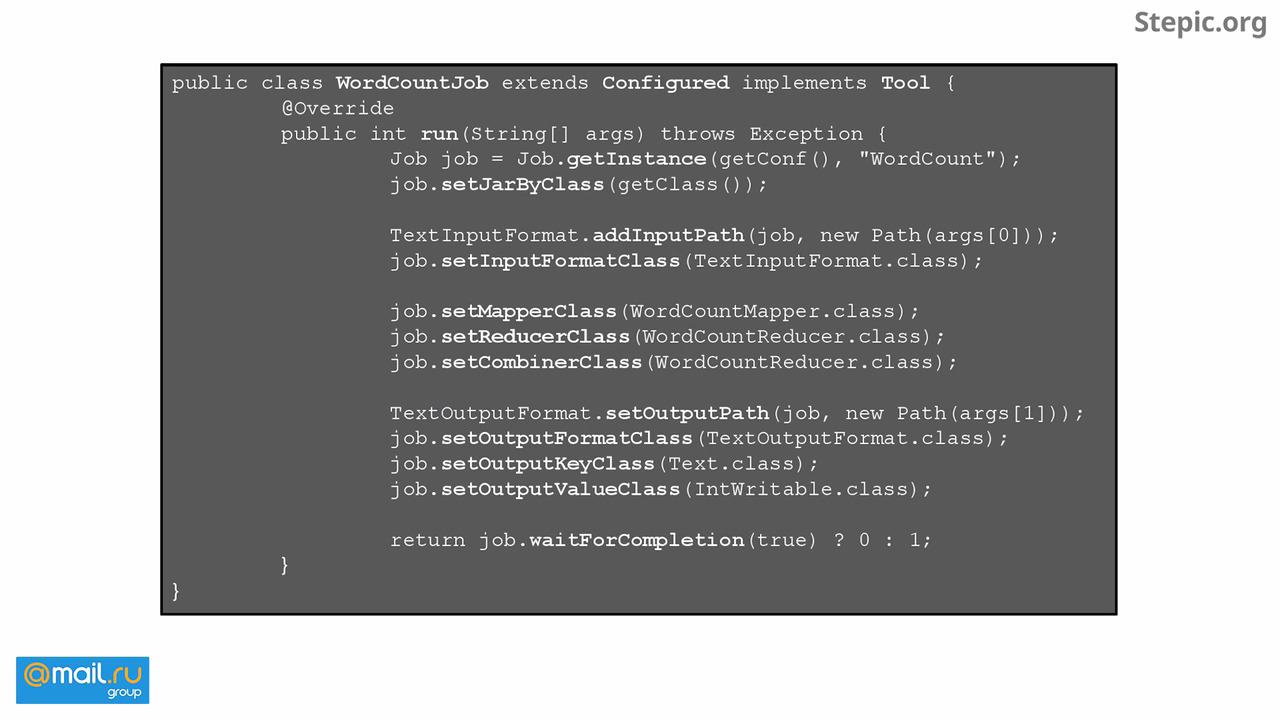 Stepic.org
public class WordCountJob extends Configured implements Tool {
@Override
public int run(String[] args) throws Exception {
Job job = Job.getInstance(getConf(), "WordCount");
job.setJarByClass(getClass());
TextInputFormat.addInputPath(job, new Path(args[0]));
job.setInputFormatClass(TextInputFormat.class);
job.setMapperClass(WordCountMapper.class);
job.setReducerClass(WordCountReducer.class);
job.setCombinerClass(WordCountReducer.class);
TextOutputFormat.setOutputPath(job, new Path(args[1]));
job.setOutputFormatClass(TextOutputFormat.class);
job.setOutputKeyClass(Text.class);
job.setOutputValueClass(IntWritable.class);
return job.waitForCompletion(true) ? 0 : 1;
}
}
@mail.ru
group